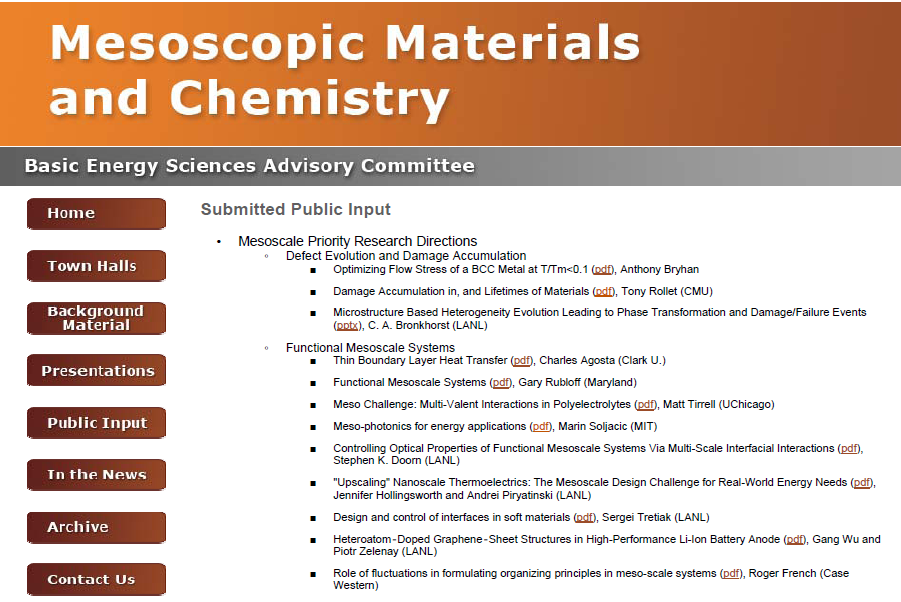 Mesoscopic Materials
and Chemistry
Basic Energy Sciences Advisory Committee
Home
Town Halls
Background
Material
Presentations
Public Input
In the News
Archive
Contact Us
Submitted Public Input
• Mesoscale Priority Research Directions
◦ Defect Evolution and Damage Accumulation
■ Optimizing Flow Stress of a BCC Metal at T/Tm<0.1 (pdf), Anthony Bryhan
■ Damage Accumulation in, and Lifetimes of Materials (pdf), Tony Rollet (CMU)
■ Microstructure Based Heterogeneity Evolution Leading to Phase Transformation and Damage/Failure Events
(pptx), C. A. Bronkhorst (LANL)
◦ Functional Mesoscale Systems
■ Thin Boundary Layer Heat Transfer (pdf), Charles Agosta (Clark U.)
■ Functional Mesoscale Systems (pdf), Gary Rubloff (Maryland)
■ Meso Challenge: Multi-Valent Interactions in Polyelectrolytes (pdf), Matt Tirrell (UChicago)
■ Meso-photonics for energy applications (pdf), Marin Soljacic (MIT)
■ Controlling Optical Properties of Functional Mesoscale Systems Via Multi-Scale Interfacial Interactions (pdf),
Stephen K. Doorn (LANL)
■ "Upscaling" Nanoscale Thermoelectrics: The Mesoscale Design Challenge for Real-World Energy Needs (pdf),
Jennifer Hollingsworth and Andrei Piryatinski (LANL)
■ Design and control of interfaces in soft materials (pdf), Sergei Tretiak (LANL)
■ Heteroatom-Doped Graphene-Sheet Structures in High-Performance Li-Ion Battery Anode (pdf), Gang Wu and
Piotr Zelenay (LANL)
■ Role of fluctuations in formulating organizing principles in meso-scale systems (pdf), Roger French (Case
Western)